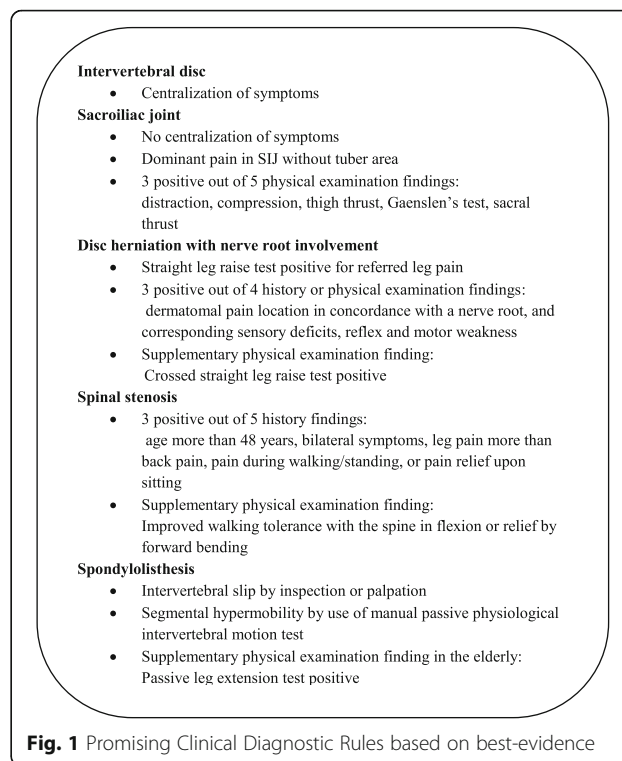 Intervertebral disc
• Centralization of symptoms
Sacroiliac joint
• No centralization of symptoms
• Dominant pain in SIJ without tuber area
• 3 positive out of 5 physical examination findings:
distraction, compression, thigh thrust, Gaenslen's test, sacral
thrust
Disc herniation with nerve root involvement
• Straight leg raise test positive for referred leg pain
• 3 positive out of 4 history or physical examination findings:
dermatomal pain location in concordance with a nerve root, and
corresponding sensory deficits, reflex and motor weakness
• Supplementary physical examination finding:
Crossed straight leg raise test positive
Spinal stenosis
• 3 positive out of 5 history findings:
age more than 48 years, bilateral symptoms, leg pain more than
back pain, pain during walking/standing, or pain relief upon
sitting
• Supplementary physical examination finding:
Improved walking tolerance with the spine in flexion or relief by
forward bending
Spondylolisthesis
• Intervertebral slip by inspection or palpation
• Segmental hypermobility by use of manual passive physiological
intervertebral motion test
• Supplementary physical examination finding in the elderly:
Passive leg extension test positive
Fig. 1 Promising Clinical Diagnostic Rules based on best-evidence